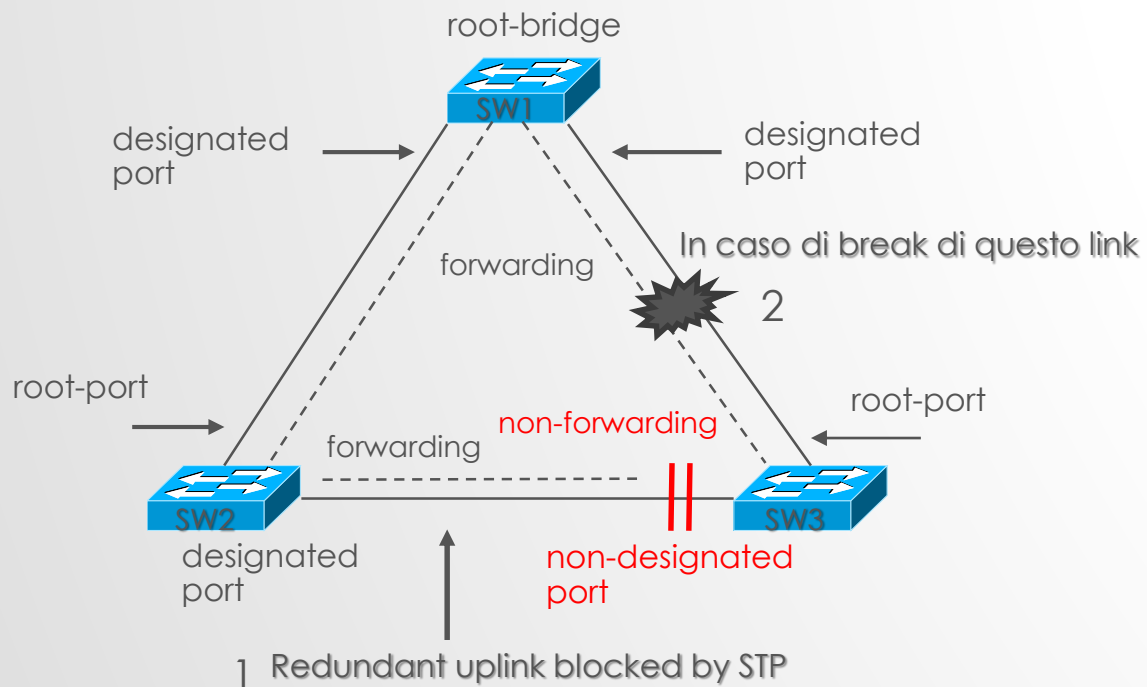 root-bridge
SW1
designated
port
designated
port
In caso di break di questo link
forwarding
2
root-port
root-port
non-forwarding
forwarding
SW2
SW3
designated
port
non-designated
port
1 Redundant uplink blocked by STP